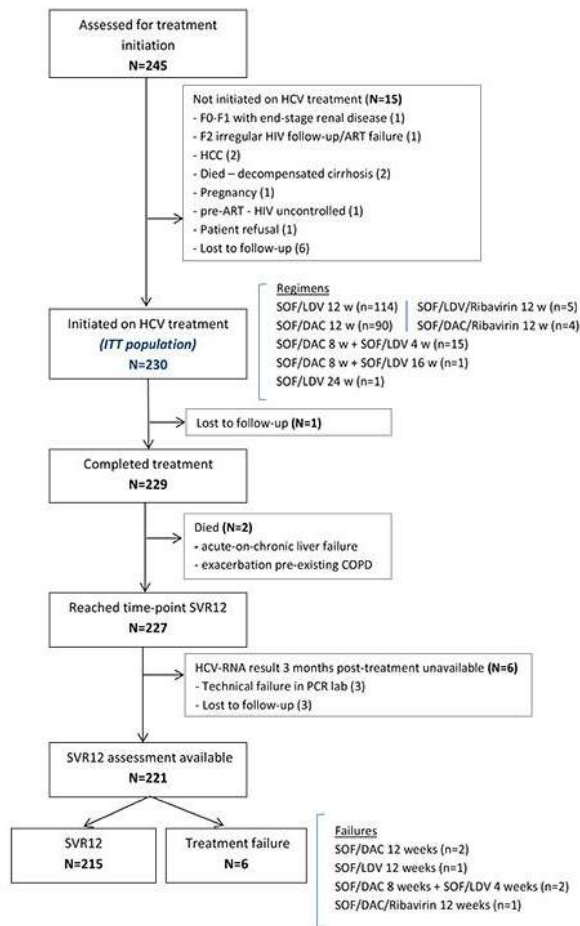 Assessed for treatment
initiation
N=245
Not initiated on HCV treatment (N=15)
- F0-F1 with end-stage renal disease (1)
- F2 irregular HIV follow-up/ART failure (1)
- HCC (2)
- Died – decompensated cirrhosis (2)
- Pregnancy (1)
- pre-ART - HIV uncontrolled (1)
- Patient refusal (1)
- Lost to follow-up (6)
Initiated on HCV treatment
(ITT population)
N=230
Regimens
SOF/LDV 12 w (n=114) SOF/LDV/Ribavirin 12 w (n=5)
SOF/DAC 12 w (n=90) SOF/DAC/Ribavirin 12 w (n=4)
SOF/DAC 8 w + SOF/LDV 4 w (n=15)
SOF/DAC 8 w + SOF/LDV 16 w (n=1)
SOF/LDV 24 w (n=1)
Lost to follow-up (N=1)
Completed treatment
N=229
Died (N=2)
- acute-on-chronic liver failure
- exacerbation pre-existing COPD
Reached time-point SVR12
N=227
HCV-RNA result 3 months post-treatment unavailable (N=6)
- Technical failure in PCR lab (3)
- Lost to follow-up (3)
SVR12 assessment available
N=221
SVR12
N=215
Treatment failure
N=6
Failures
SOF/DAC 12 weeks (n=2)
SOF/LDV 12 weeks (n=1)
SOF/DAC 8 weeks + SOF/LDV 4 weeks (n=2)
SOF/DAC/Ribavirin 12 weeks (n=1)